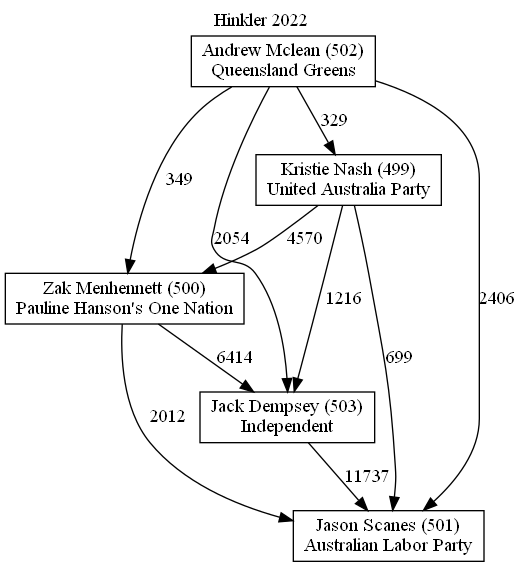 Hinkler 2022
Andrew Mclean (502)
Queensland Greens
329
Kristie Nash (499)
United Australia Party
349
2054
4570
Zak Menhennett (500)
Pauline Hanson's One Nation
1216
2406
6414
699
Jack Dempsey (503)
Independent
2012
11737
Jason Scanes (501)
Australian Labor Party